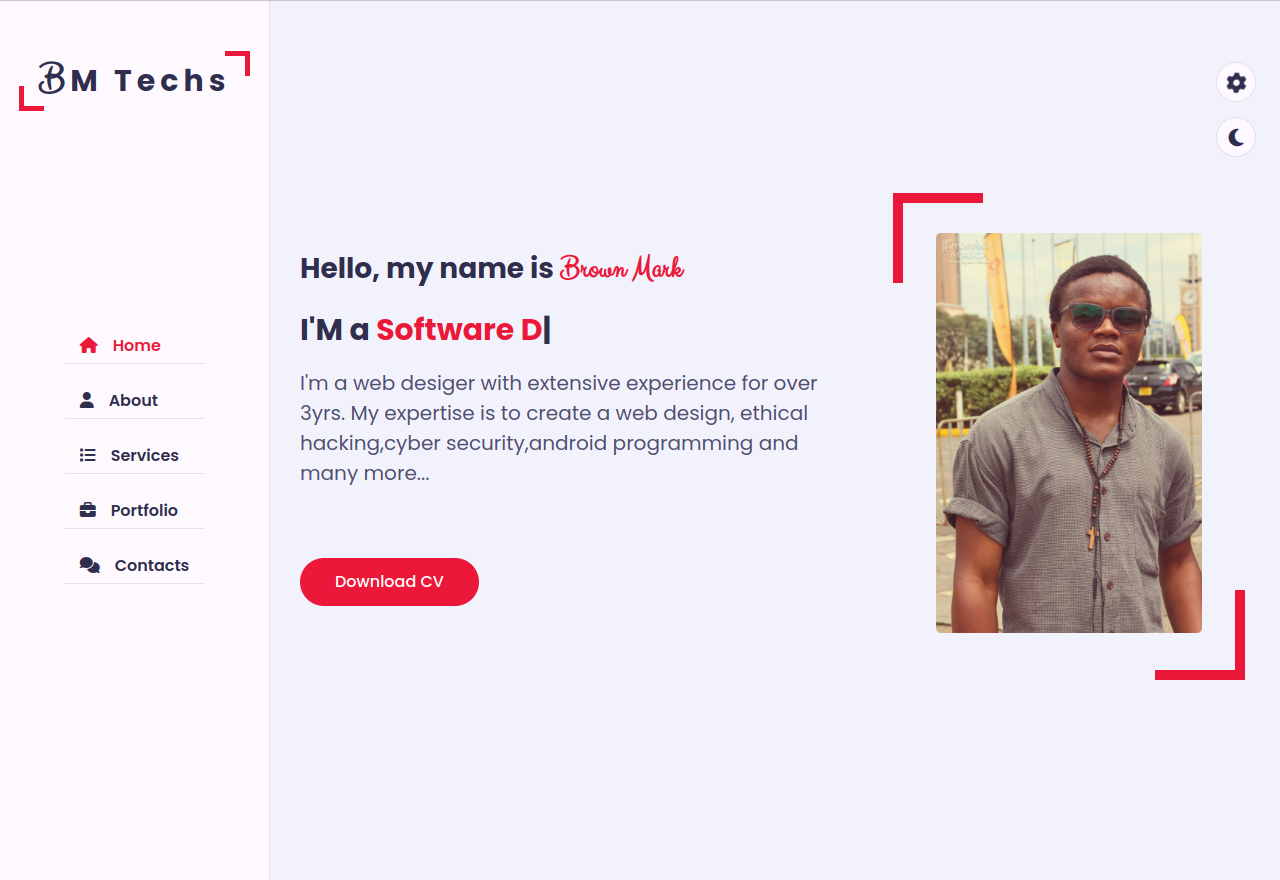 BM Techs
Home
About
Services
Portfolio
Contacts
Hello, my name is Brown Mark
I'M a Software D|
I'm a web desiger with extensive experience for over
3yrs. My expertise is to create a web design, ethical
hacking,cyber security,android programming and
many more...
Download CV